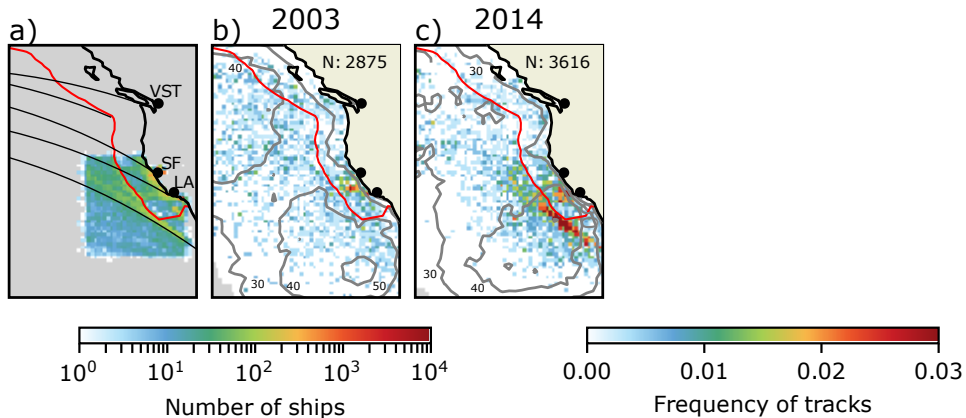 a)
b)
2003
c)
2014
VST
SF
LA
40
N: 2875
30
40
50
30
N: 3616
30
40
10⁰
10¹
10²
10³
10⁴
Number of ships
0.00
0.01
0.02
0.03
Frequency of tracks